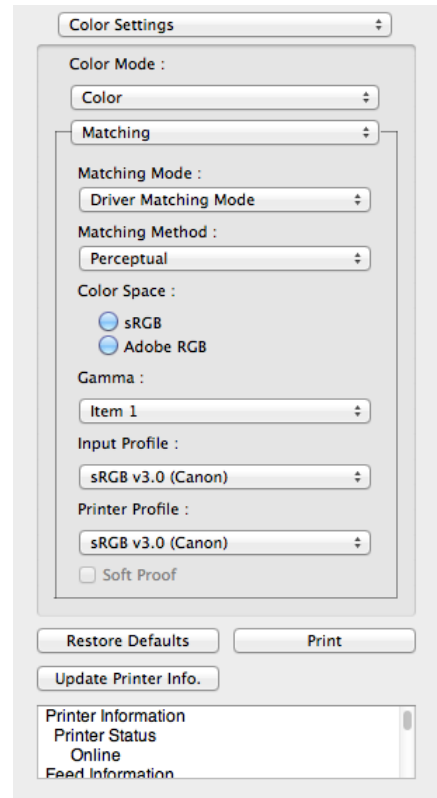 Color Settings
Color Mode :
Color
Matching
Matching Mode :
Driver Matching Mode
Matching Method :
Perceptual
Color Space :
sRGB
Adobe RGB
Gamma :
Item 1
Input Profile :
sRGB v3.0 (Canon)
Printer Profile :
sRGB v3.0 (Canon)
Soft Proof
Restore Defaults Print
Update Printer Info.
Printer Information
Printer Status
Online
Feed Information